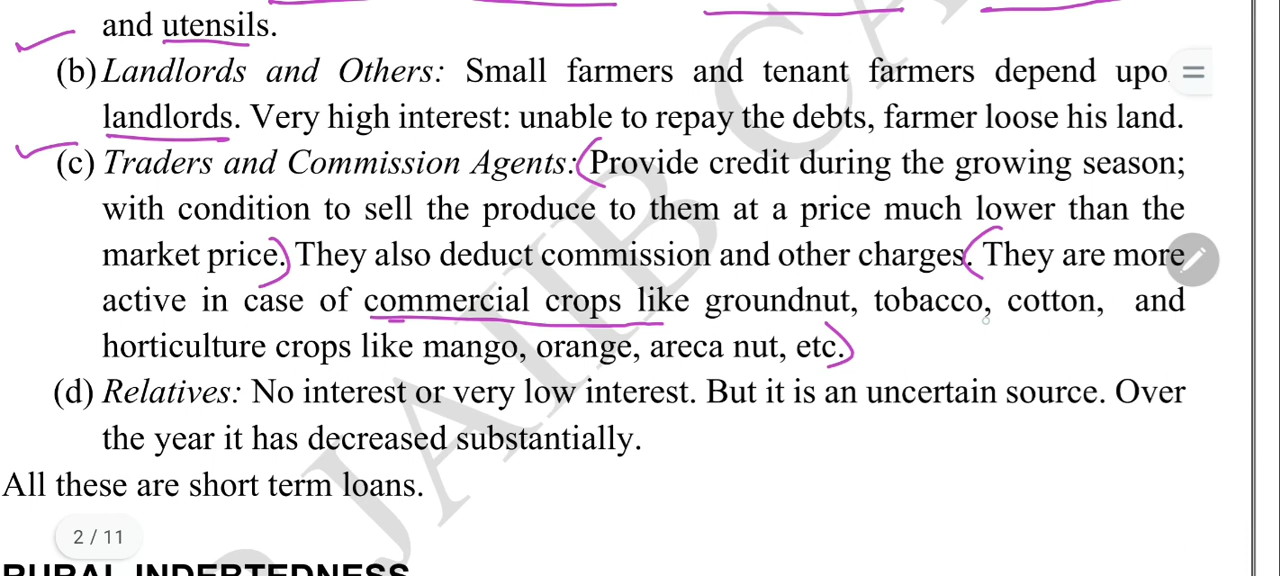 and utensils.
(b) Landlords and Others: Small farmers and tenant farmers depend upo
landlords. Very high interest: unable to repay the debts, farmer loose his land.
(c) Traders and Commission Agents: Provide credit during the growing season;
with condition to sell the produce to them at a price much lower than the
market price. They also deduct commission and other charges. They are more
active in case of commercial crops like groundnut, tobacco, cotton, and
horticulture crops like mango, orange, areca nut, etc.
(d) Relatives: No interest or very low interest. But it is an uncertain source. Over
the year it has decreased substantially.
All these are short term loans.
2 / 11
RURAL INDEBTEDNESS
JAIIB CA